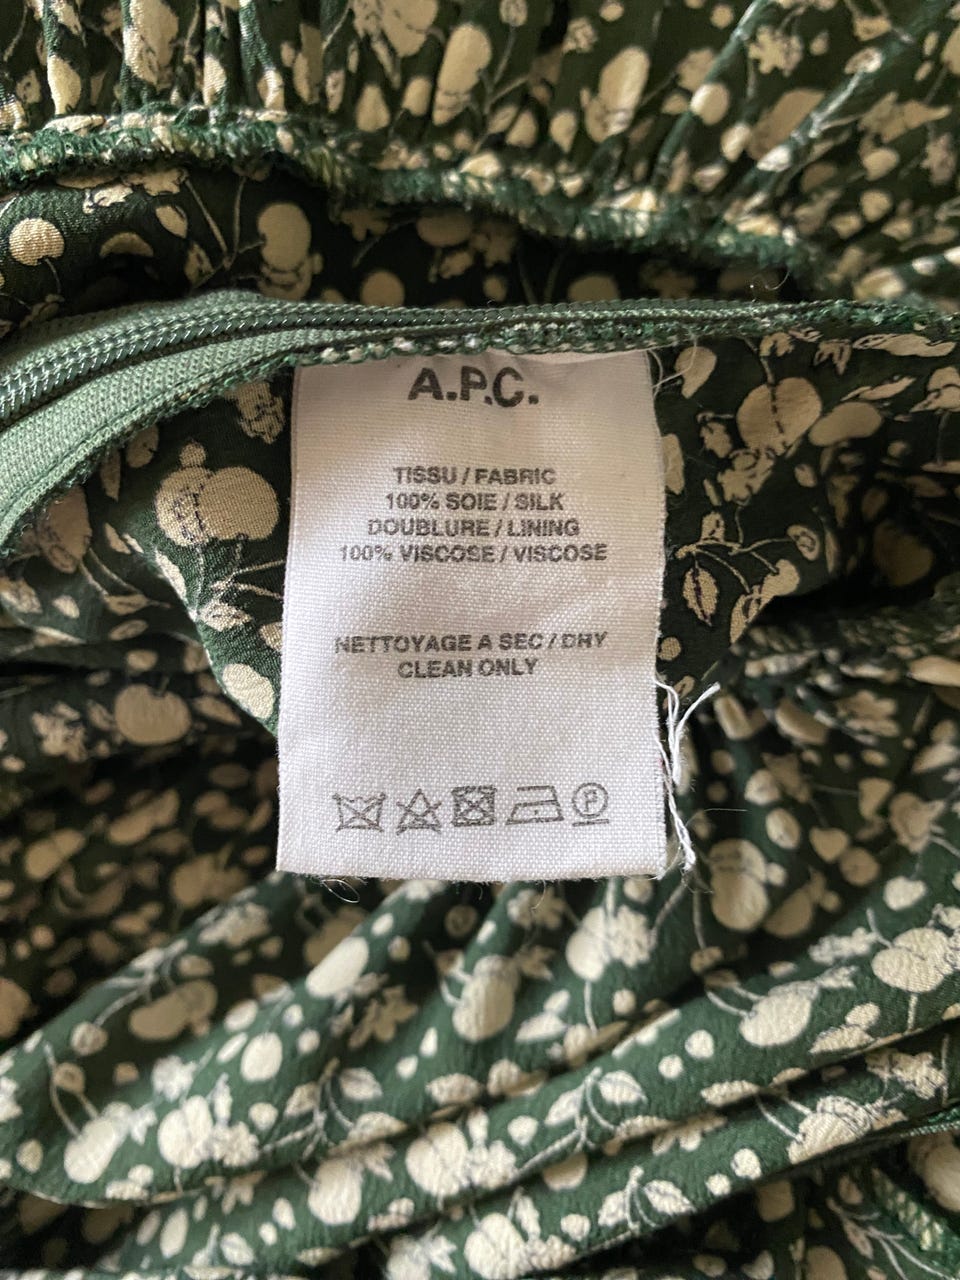 A.P.C.
TISSU / FABRIC
100% SOIE / SILK
DOUBLURE / LINING
100% VISCOSE / VISCOSE
NETTOYAGE A SEC / DRY
CLEAN ONLY
P